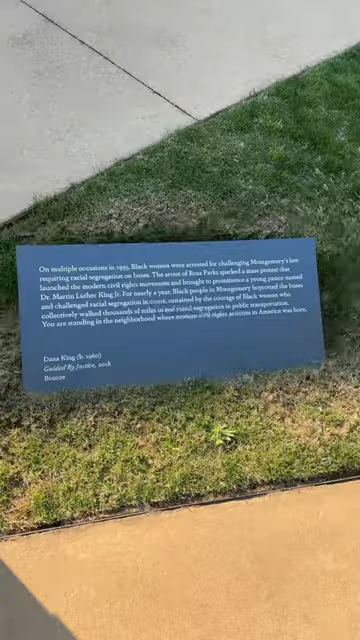 On multiple occasions in 1955, Black women were arrested for challenging Montgomery's law
requiring racial segregation on buses. The arrest of Rosa Parks sparked a mass protest that
launched the modern civil rights movement and brought to prominence a young pastor named
Dr. Martin Luther King Jr. For nearly a year, Black people in Montgomery boycotted the buses
and challenged racial segregation in court, sustained by the courage of Black women who
collectively walked thousands of miles to end racial segregation in public transportation.
You are standing in the neighborhood where modern civil rights activism in America was born.
Dana King (b. 1960)
Guided By Justice, 2018
Bronze